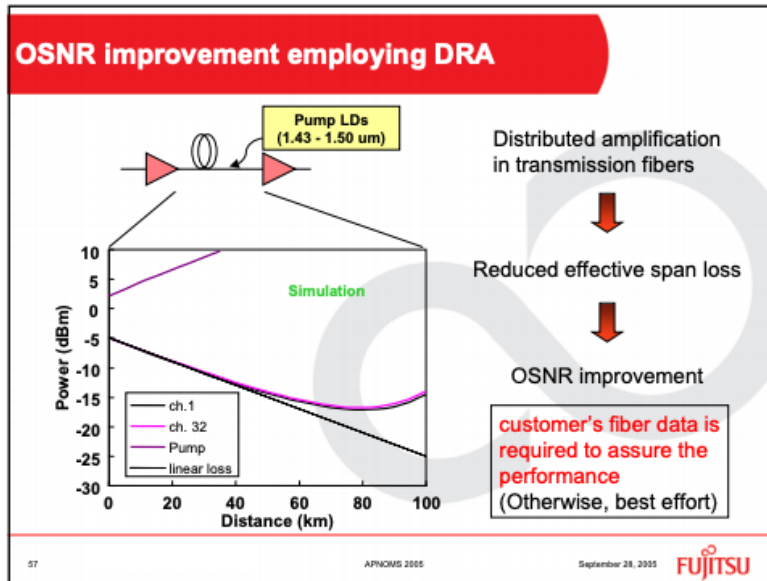 OSNR improvement employing DRA
Pump LDs
(1.43 - 1.50 um)
Distributed amplification
in transmission fibers
Reduced effective span loss
OSNR improvement
customer's fiber data is
required to assure the
performance
(Otherwise, best effort)
Simulation
Power (dBm)
10
5
0
-5
-10
-15
-20
-25
-30
ch.1
ch. 32
Pump
linear loss
0 20 40 60 80 100
Distance (km)
57 APNOMS 2005 September 28, 2005 FUJITSU